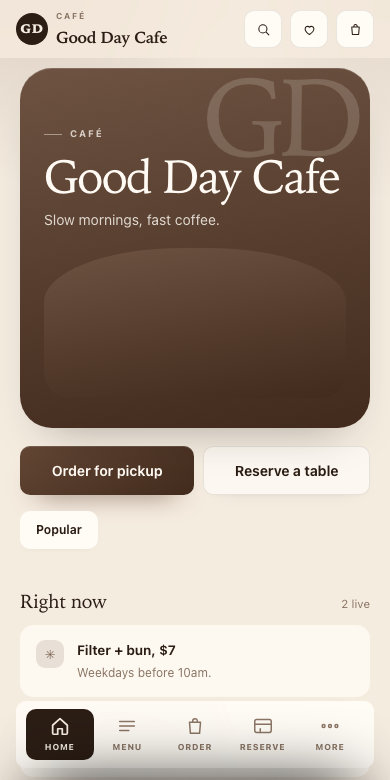 GD
CAFÉ
Good Day Cafe
GD
CAFÉ
Good Day Cafe
Slow mornings, fast coffee.
Order for pickup
Reserve a table
Popular
Right now
2 live
Filter + bun, $7
Weekdays before 10am.
HOME
MENU
ORDER
RESERVE
MORE